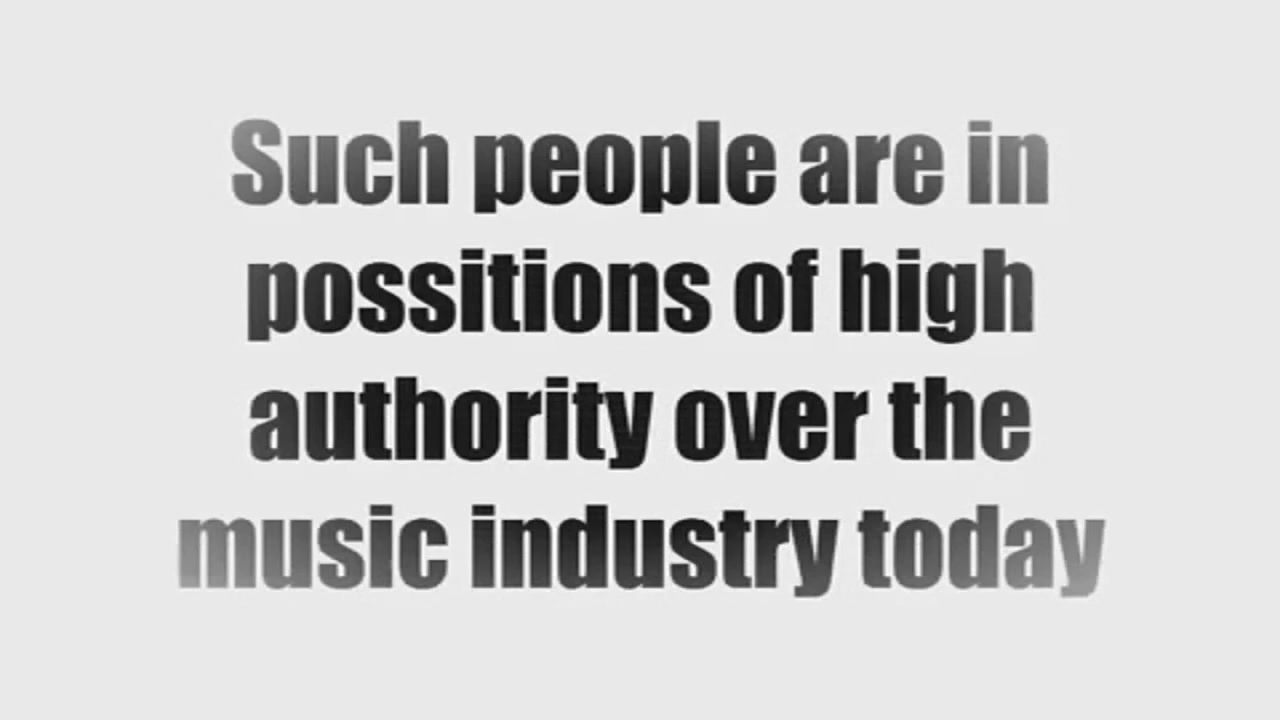 Such people are in
possitions of high
authority over the
music industry today